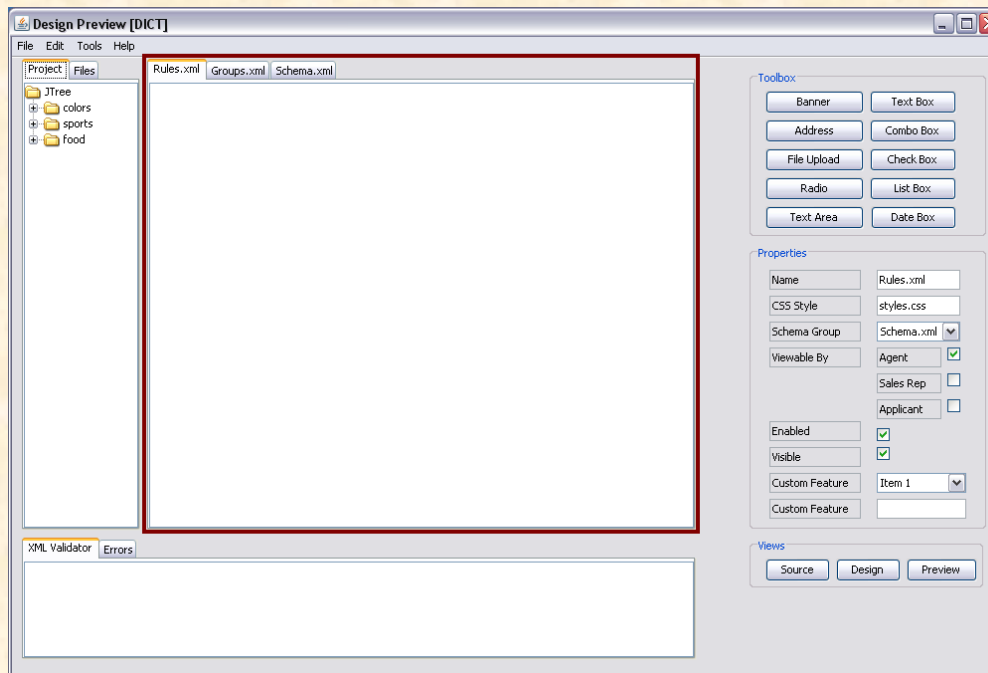 Design Preview [DICT]
File Edit Tools Help
Project Files
JTree
colors
sports
food
Rules.xml Groups.xml Schema.xml
XML Validator Errors
Toolbox
Banner Text Box
Address Combo Box
File Upload Check Box
Radio List Box
Text Area Date Box
Properties
Name Rules.xml
CSS Style styles.css
Schema Group Schema.xml
Viewable By Agent
Sales Rep
Applicant
Enabled
Visible
Custom Feature Item 1
Custom Feature
Views
Source Design Preview